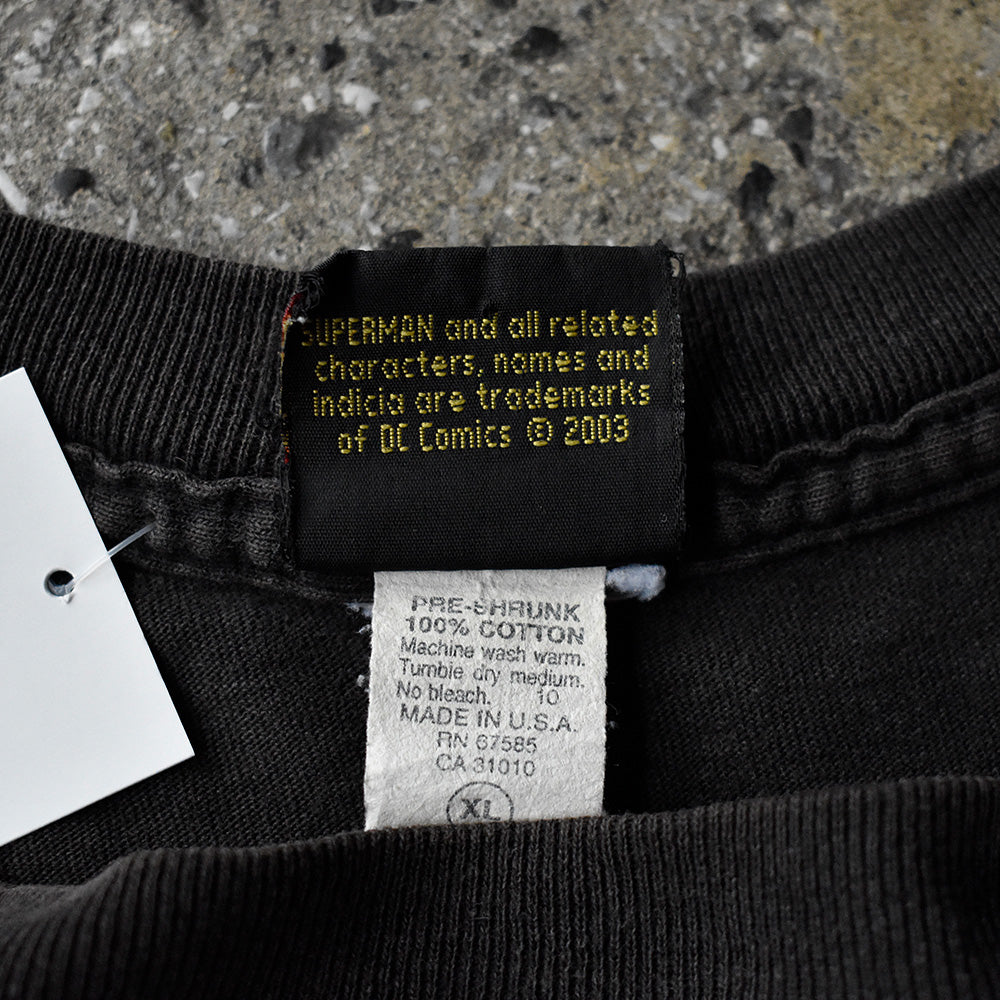 SUPERMAN and all related
characters, names and
indicia are trademarks
of DC Comics © 2003
PRE-SHRUNK
100% COTTON
Machine wash warm.
Tumble dry medium.
No bleach. 10
MADE IN U.S.A.
RN 67585
CA 31010
XL